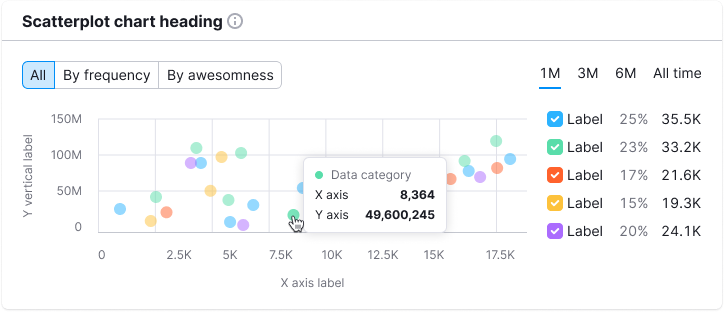 Scatterplot chart heading
All By frequency By awesomness
1M 3M 6M All time
Y vertical label
150M
100M
50M
0
0 2.5K 5K 7.5K 10K 12.5K 15K 17.5K
X axis label
Data category
X axis 8,364
Y axis 49,600,245
Label 25% 35.5K
Label 23% 33.2K
Label 17% 21.6K
Label 15% 19.3K
Label 20% 24.1K